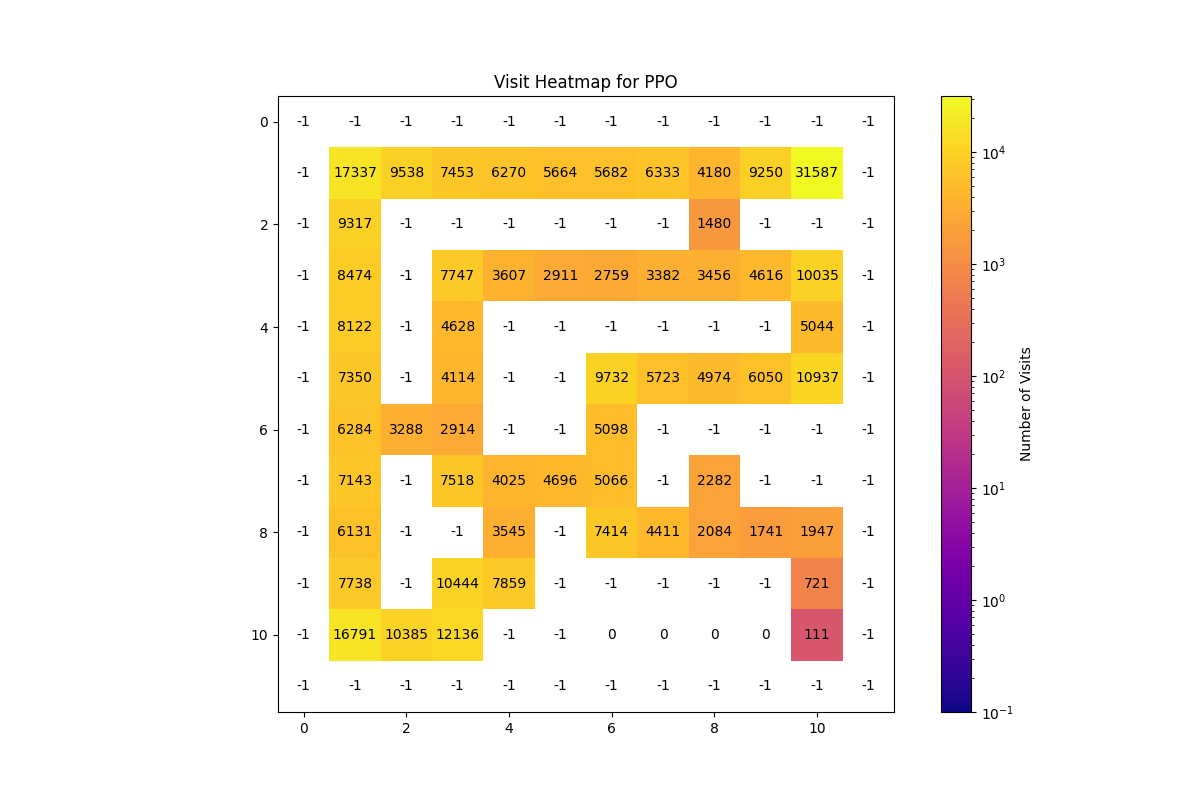 Visit Heatmap for PPO
0 -1 -1 -1 -1 -1 -1 -1 -1 -1 -1 -1 -1
-1 17337 9538 7453 6270 5664 5682 6333 4180 9250 31587 -1
2 -1 9317 -1 -1 -1 -1 -1 -1 1480 -1 -1 -1
-1 8474 -1 7747 3607 2911 2759 3382 3456 4616 10035 -1
4 -1 8122 -1 4628 -1 -1 -1 -1 -1 -1 5044 -1
-1 7350 -1 4114 -1 -1 9732 5723 4974 6050 10937 -1
6 -1 6284 3288 2914 -1 -1 5098 -1 -1 -1 -1 -1
-1 7143 -1 7518 4025 4696 5066 -1 2282 -1 -1 -1
8 -1 6131 -1 -1 3545 -1 7414 4411 2084 1741 1947 -1
-1 7738 -1 10444 7859 -1 -1 -1 -1 -1 721 -1
10 -1 16791 10385 12136 -1 -1 0 0 0 0 111 -1
-1 -1 -1 -1 -1 -1 -1 -1 -1 -1 -1 -1
0 2 4 6 8 10
10⁴
10³
10²
10¹
10⁰
10⁻¹
Number of Visits